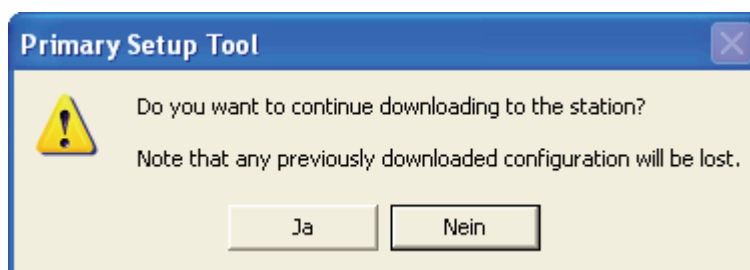 Primary Setup Tool
Do you want to continue downloading to the station?
Note that any previously downloaded configuration will be lost.
Ja
Nein